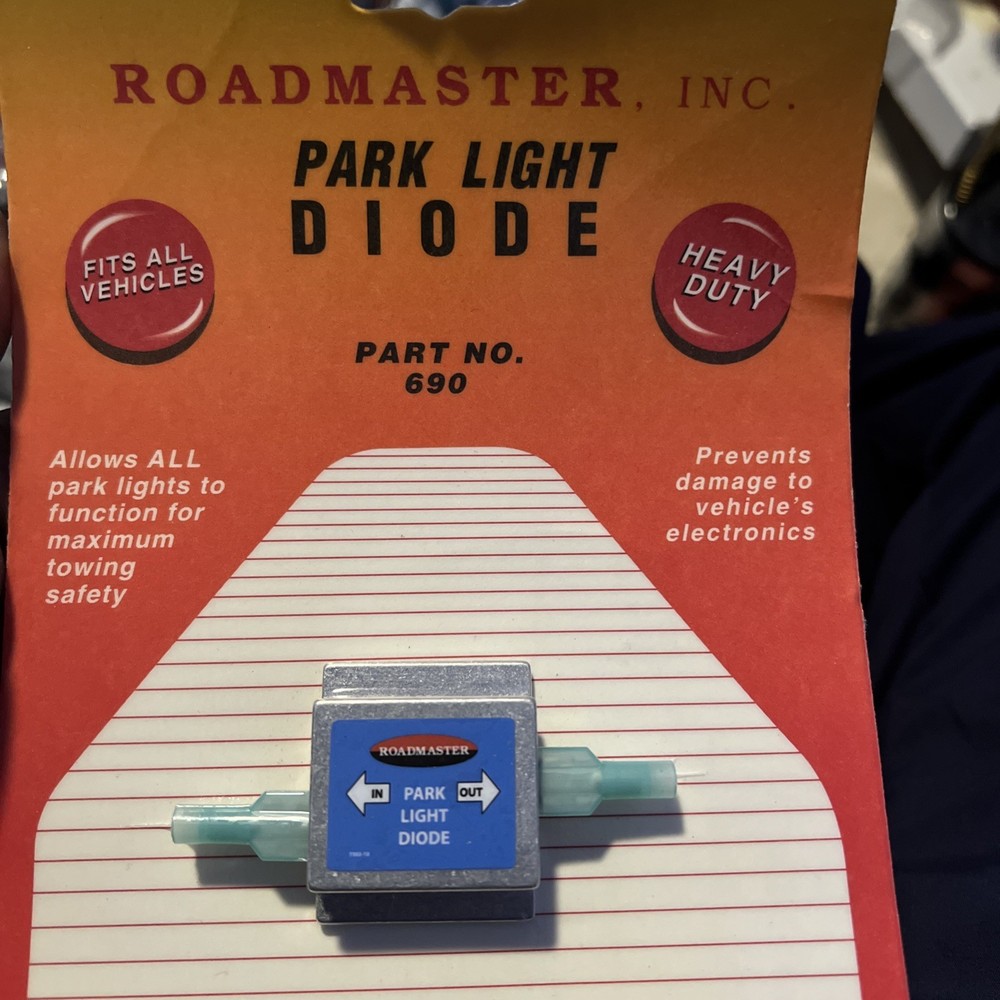 ROADMASTER, INC.
PARK LIGHT
DIODE
FITS ALL
VEHICLES
HEAVY
DUTY
PART NO.
690
Allows ALL
park lights to
function for
maximum
towing
safety
Prevents
damage to
vehicle's
electronics
ROADMASTER
IN
OUT
PARK
LIGHT
DIODE